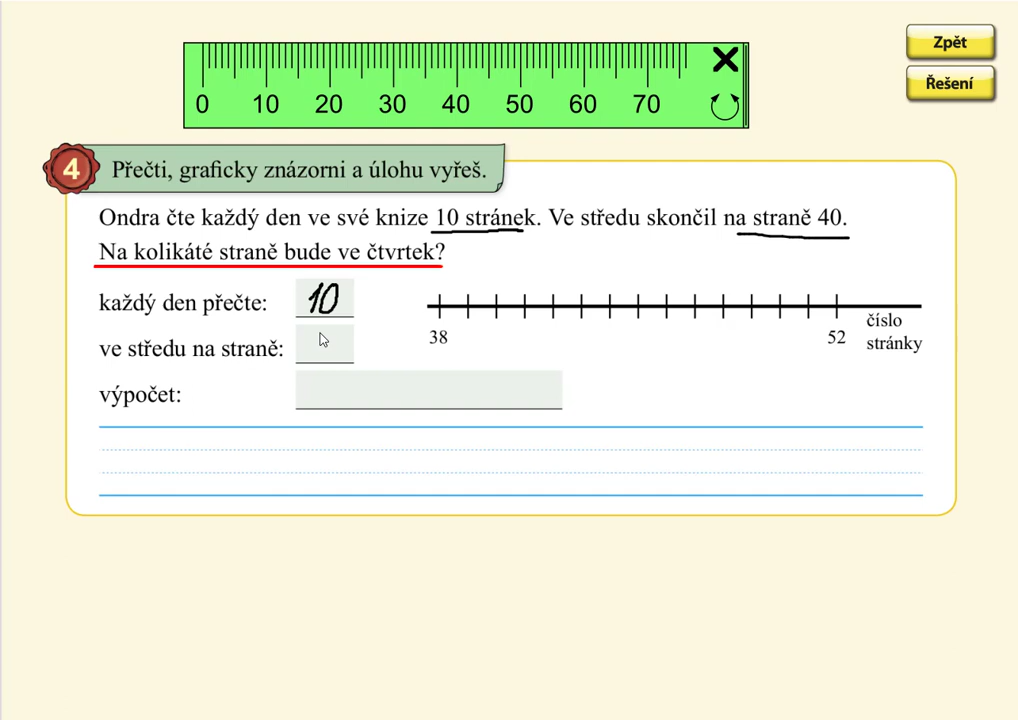 Zpět
Řešení
0 10 20 30 40 50 60 70
4 Přečti, graficky znázorni a úlohu vyřeš.
Ondra čte každý den ve své knize 10 stránek. Ve středu skončil na straně 40.
Na kolikáté straně bude ve čtvrtek?
každý den přečte: 10
ve středu na straně:
výpočet:
38 52 číslo
stránky